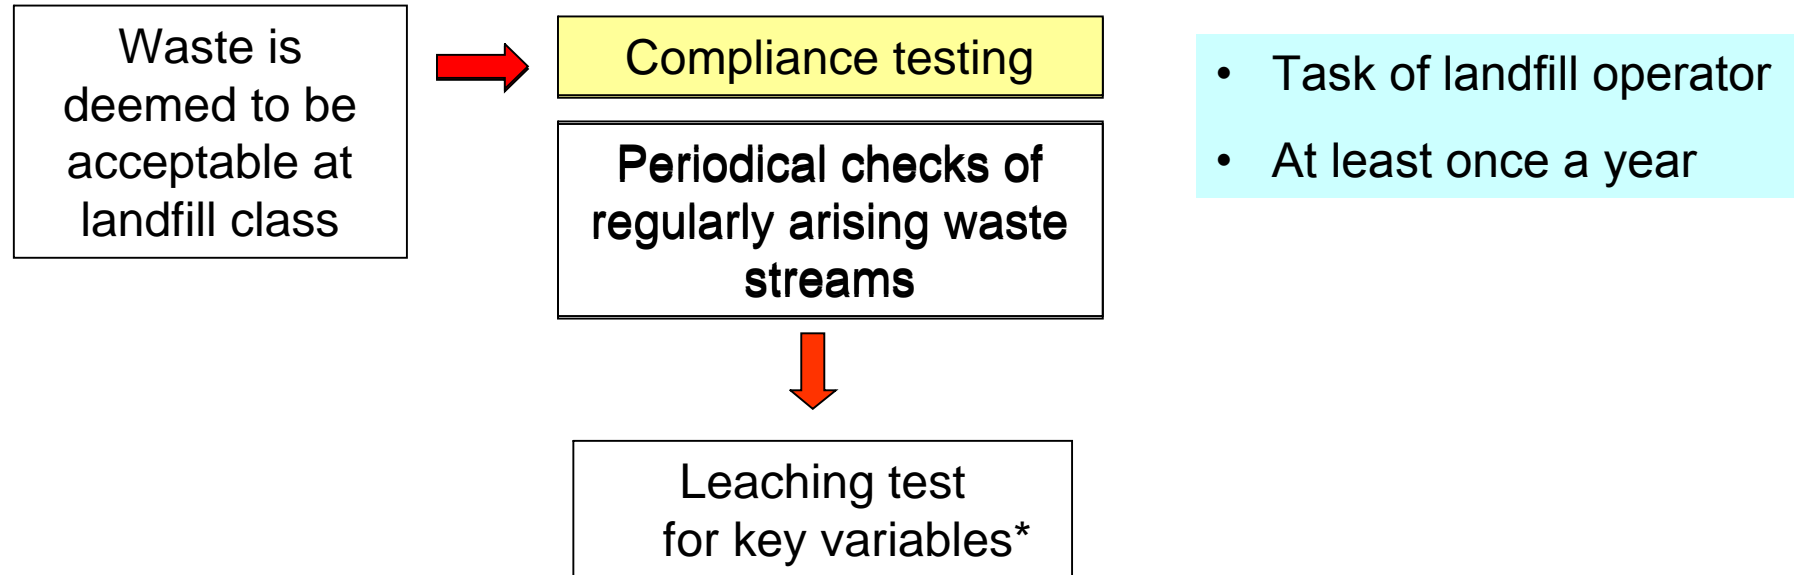 Waste is
deemed to be
acceptable at
landfill class
Compliance testing
Periodical checks of
regularly arising waste
streams
Leaching test
for key variables*
• Task of landfill operator
• At least once a year